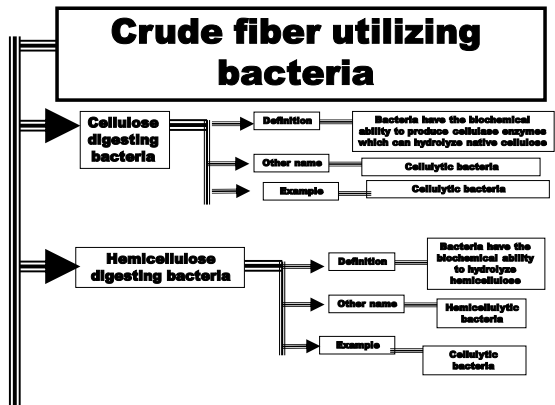 Crude fiber utilizing
bacteria
Cellulose
digesting
bacteria
Definition
Bacteria have the biochemical
ability to produce cellulase enzymes
which can hydrolyze native cellulose
Other name
Cellulytic bacteria
Example
Cellulytic bacteria
Hemicellulose
digesting bacteria
Definition
Bacteria have the
biochemical ability
to hydrolyze
hemicellulose
Other name
Hemicellulytic
bacteria
Example
Cellulytic
bacteria